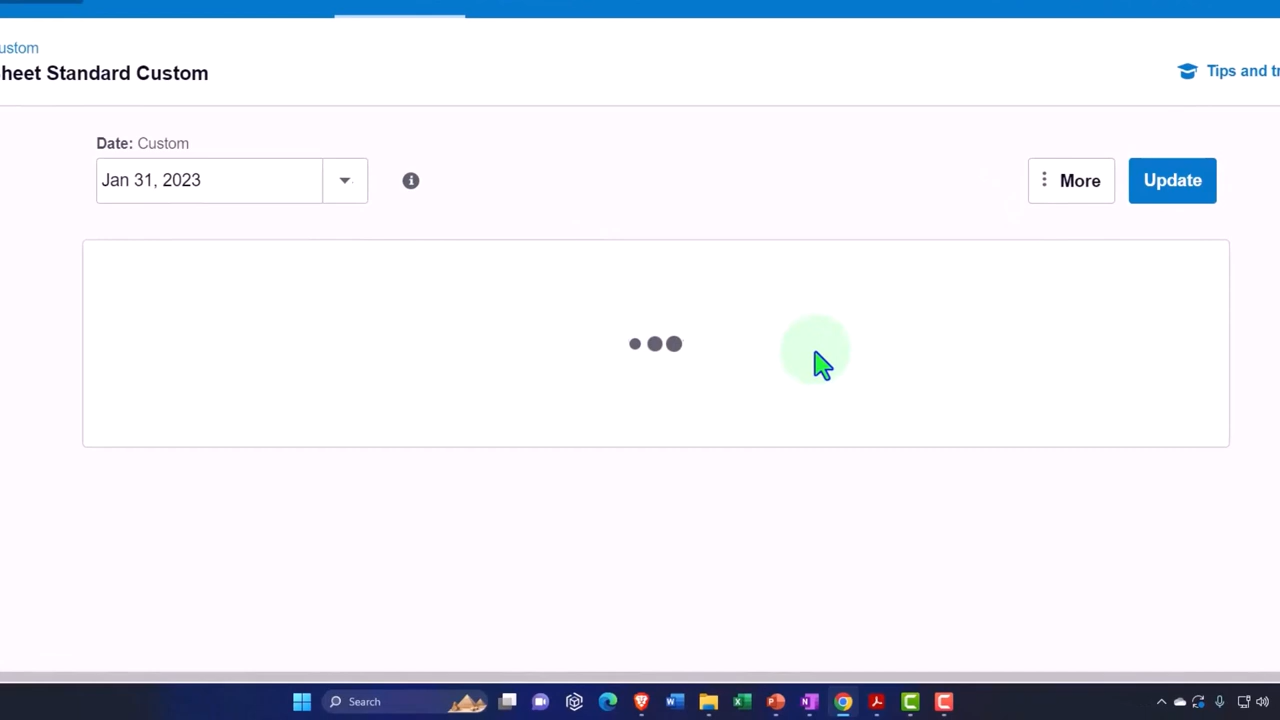 ustom
heet Standard Custom
Tips and tr
Date: Custom
Jan 31, 2023
More
Update
Search